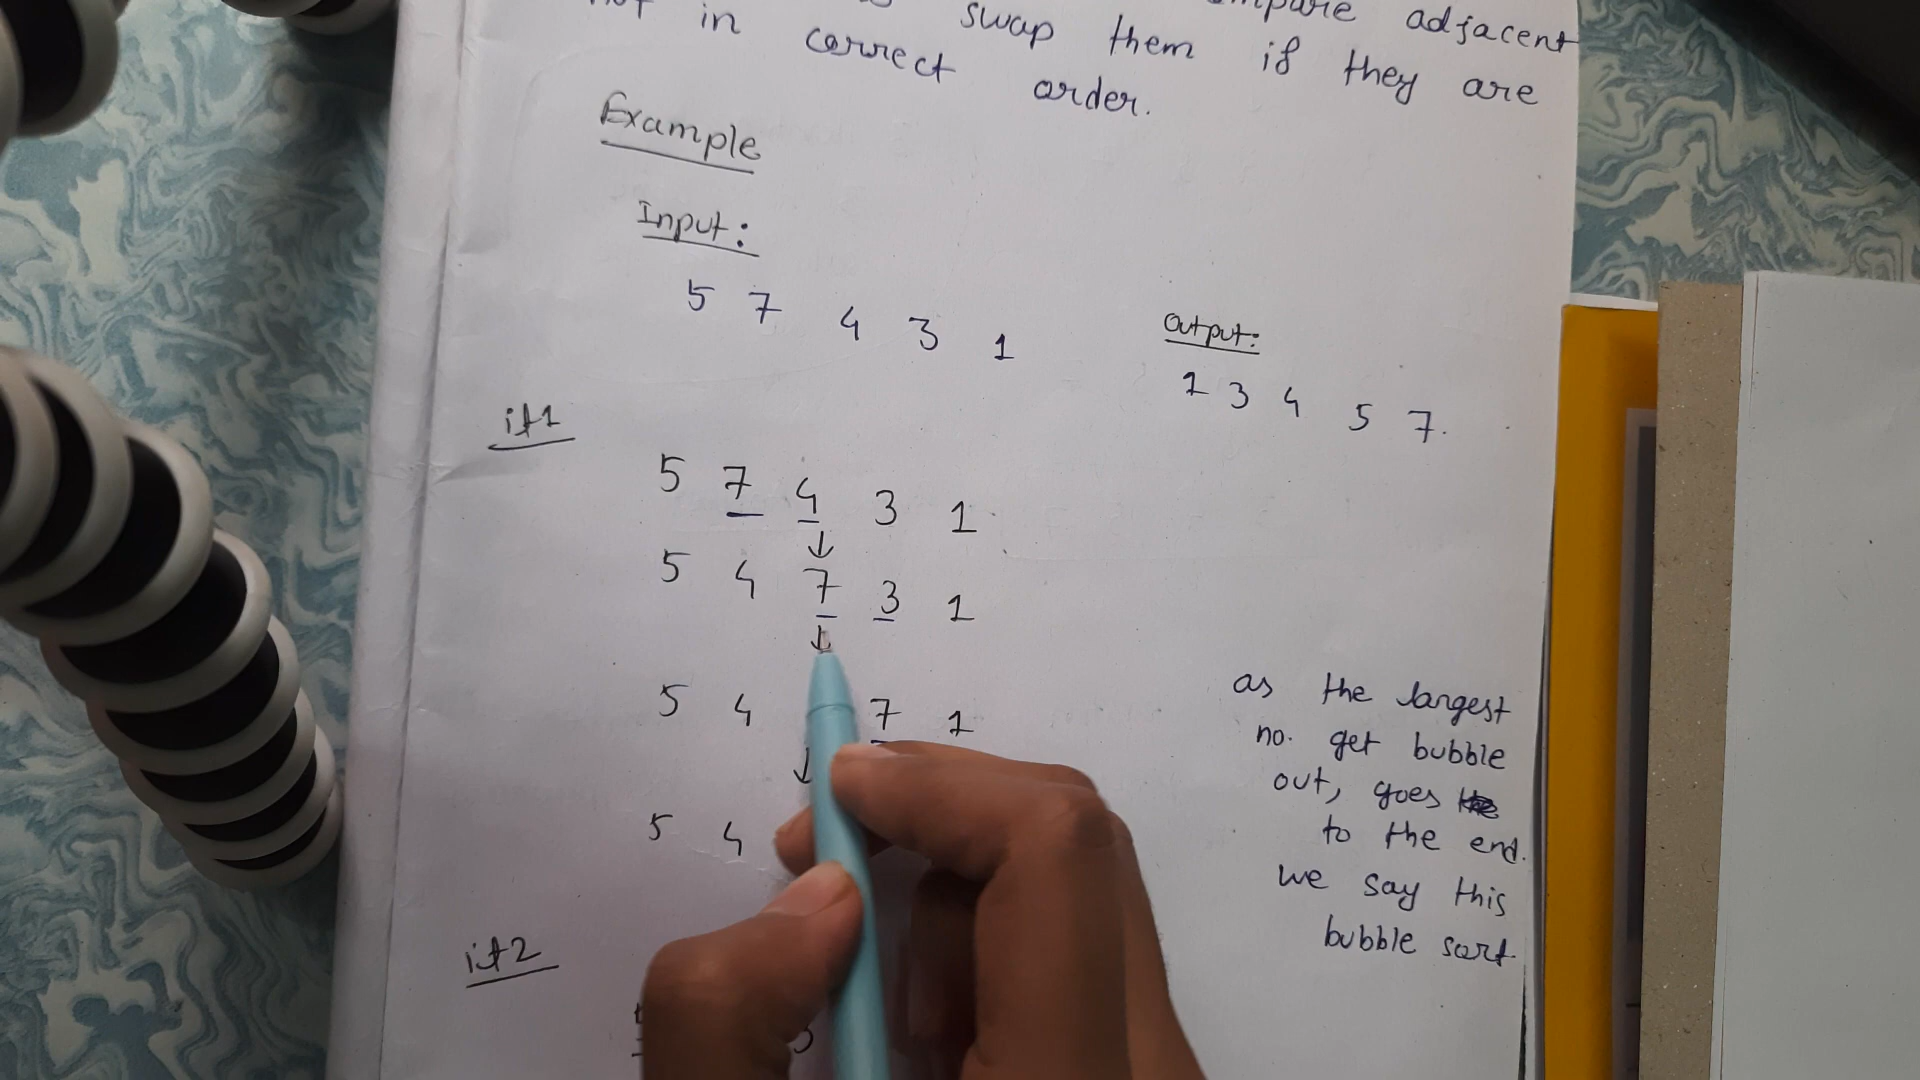 adjacent
in swap them if they are
correct order.
Example
Input:
5 7 4 3 1
Output:
1 3 4 5 7.
it1
5 7 4 3 1
↓
5 4 7 3 1
↓
5 4 7 1
↓
5 4
as the largest
no. get bubble
out, goes
to the end.
we say this
bubble sort
it2
3